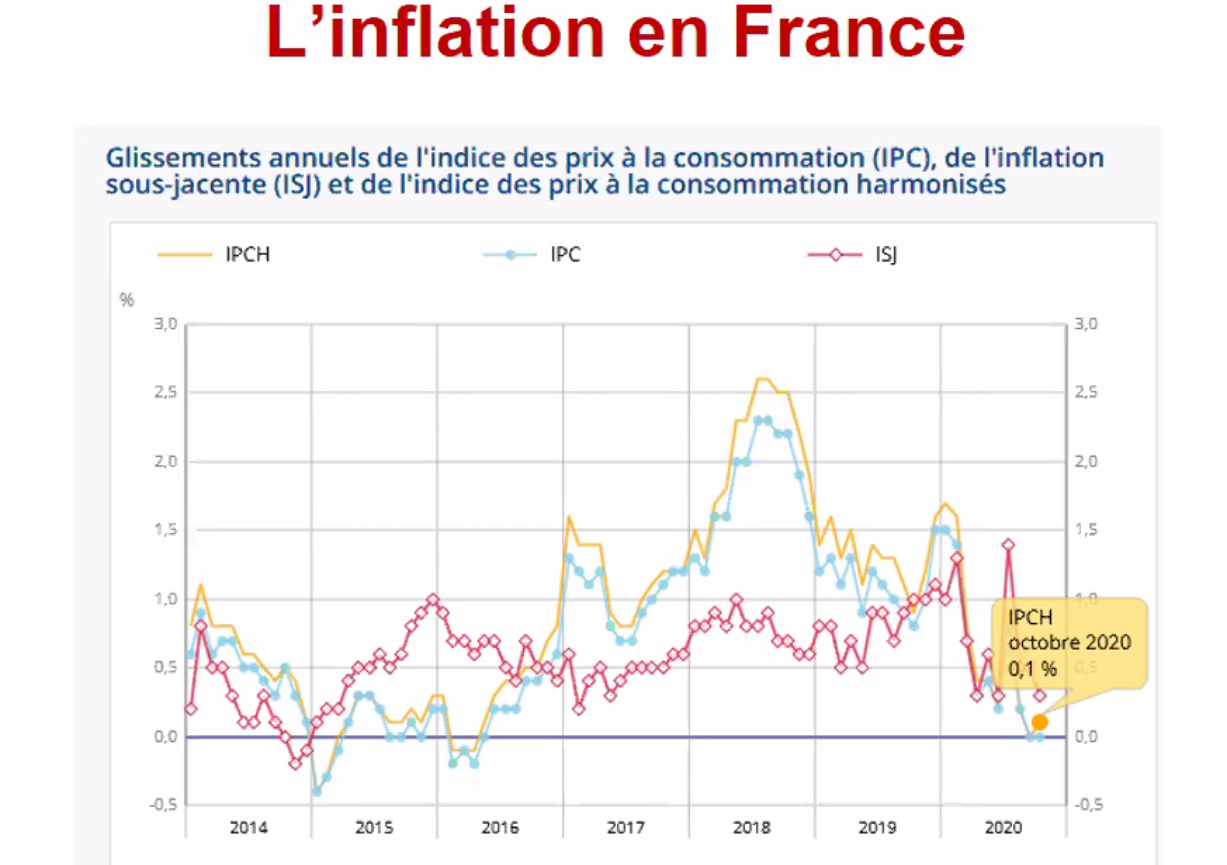 L'inflation en France
Glissements annuels de l'indice des prix à la consommation (IPC), de l'inflation
sous-jacente (ISJ) et de l'indice des prix à la consommation harmonisés
IPCH IPC ISJ
%
3,0 3,0
2,5 2,5
2,0 2,0
1,5 1,5
1,0 1,0
IPCH
octobre 2020
0,1 %
0,5 0,5
0,0 0,0
-0,5 -0,5
2014 2015 2016 2017 2018 2019 2020